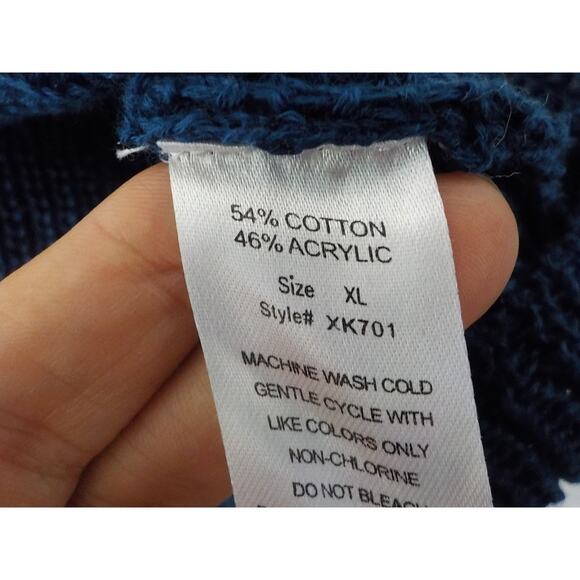 54% COTTON
46% ACRYLIC
Size XL
Style# XK701
MACHINE WASH COLD
GENTLE CYCLE WITH
LIKE COLORS ONLY
NON-CHLORINE
DO NOT BLEACH